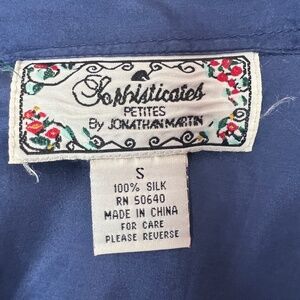 Sophisticates
PETITES
By JONATHAN MARTIN
S
100% SILK
RN 50640
MADE IN CHINA
FOR CARE
PLEASE REVERSE